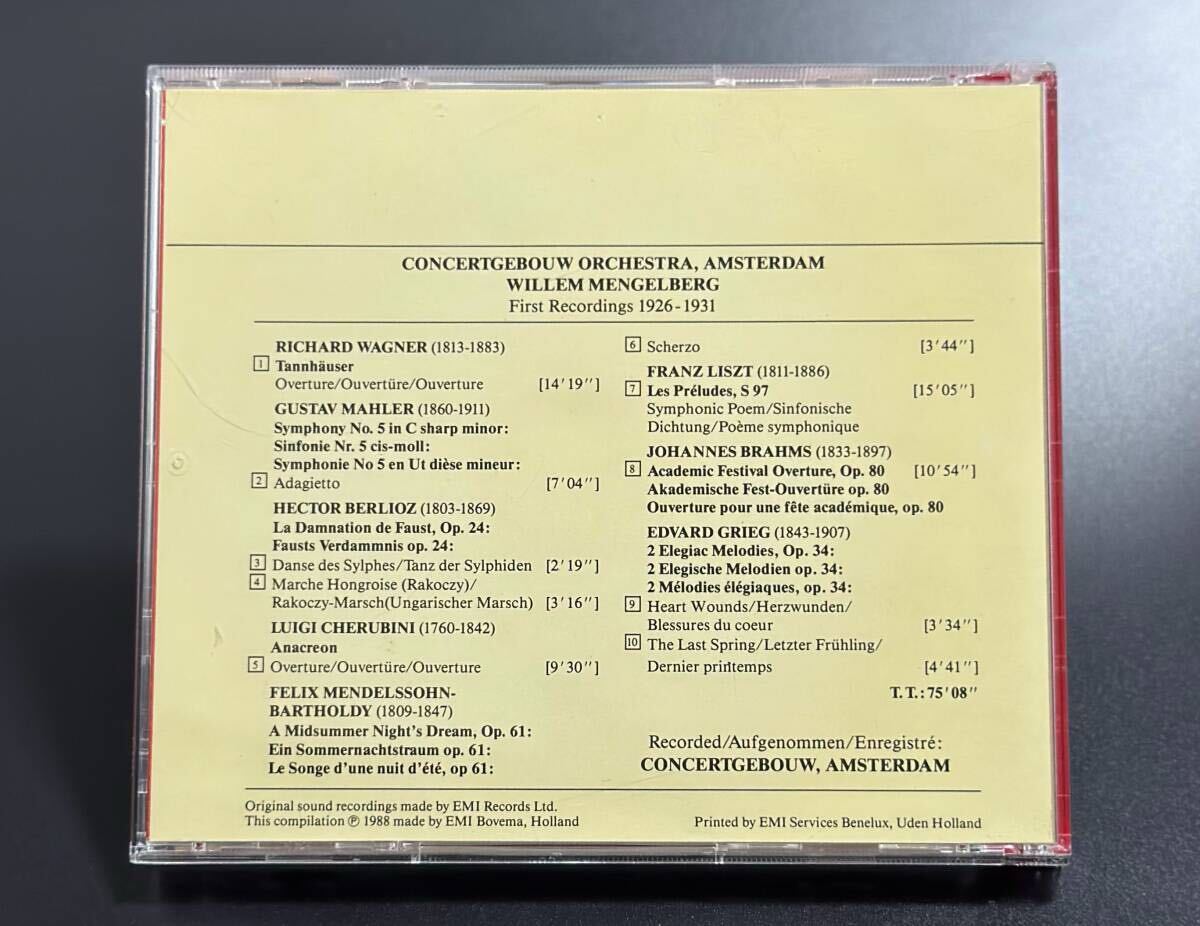 CONCERTGEBOUW ORCHESTRA, AMSTERDAM
WILLEM MENGELBERG
First Recordings 1926-1931
RICHARD WAGNER (1813-1883)
1 Tannhäuser
Overture/Ouvertüre/Ouverture [14'19"]
GUSTAV MAHLER (1860-1911)
Symphony No. 5 in C sharp minor:
Sinfonie Nr. 5 cis-moll:
Symphonie No 5 en Ut dièse mineur:
2 Adagietto [7'04"]
HECTOR BERLIOZ (1803-1869)
La Damnation de Faust, Op. 24:
Fausts Verdammnis op. 24:
3 Danse des Sylphes/Tanz der Sylphiden [2'19"]
4 Marche Hongroise (Rakoczy)/
Rakoczy-Marsch(Ungarischer Marsch) [3'16"]
LUIGI CHERUBINI (1760-1842)
Anacreon
5 Overture/Ouvertüre/Ouverture [9'30"]
FELIX MENDELSSOHN-
BARTHOLDY (1809-1847)
A Midsummer Night's Dream, Op. 61:
Ein Sommernachtstraum op. 61:
Le Songe d'une nuit d'été, op 61:
6 Scherzo [3'44"]
FRANZ LISZT (1811-1886)
7 Les Préludes, S 97 [15'05"]
Symphonic Poem/Sinfonische
Dichtung/Poème symphonique
JOHANNES BRAHMS (1833-1897)
8 Academic Festival Overture, Op. 80 [10'54"]
Akademische Fest-Ouvertüre op. 80
Ouverture pour une fête académique, op. 80
EDVARD GRIEG (1843-1907)
2 Elegiac Melodies, Op. 34:
2 Elegische Melodien op. 34:
2 Mélodies élégiaques, op. 34:
9 Heart Wounds/Herzwunden/
Blessures du coeur [3'34"]
10 The Last Spring/Letzter Frühling/
Dernier printemps [4'41"]
T.T.: 75'08"
Recorded/Aufgenommen/Enregistré:
CONCERTGEBOUW, AMSTERDAM
Original sound recordings made by EMI Records Ltd.
This compilation ℗ 1988 made by EMI Bovema, Holland
Printed by EMI Services Benelux, Uden Holland